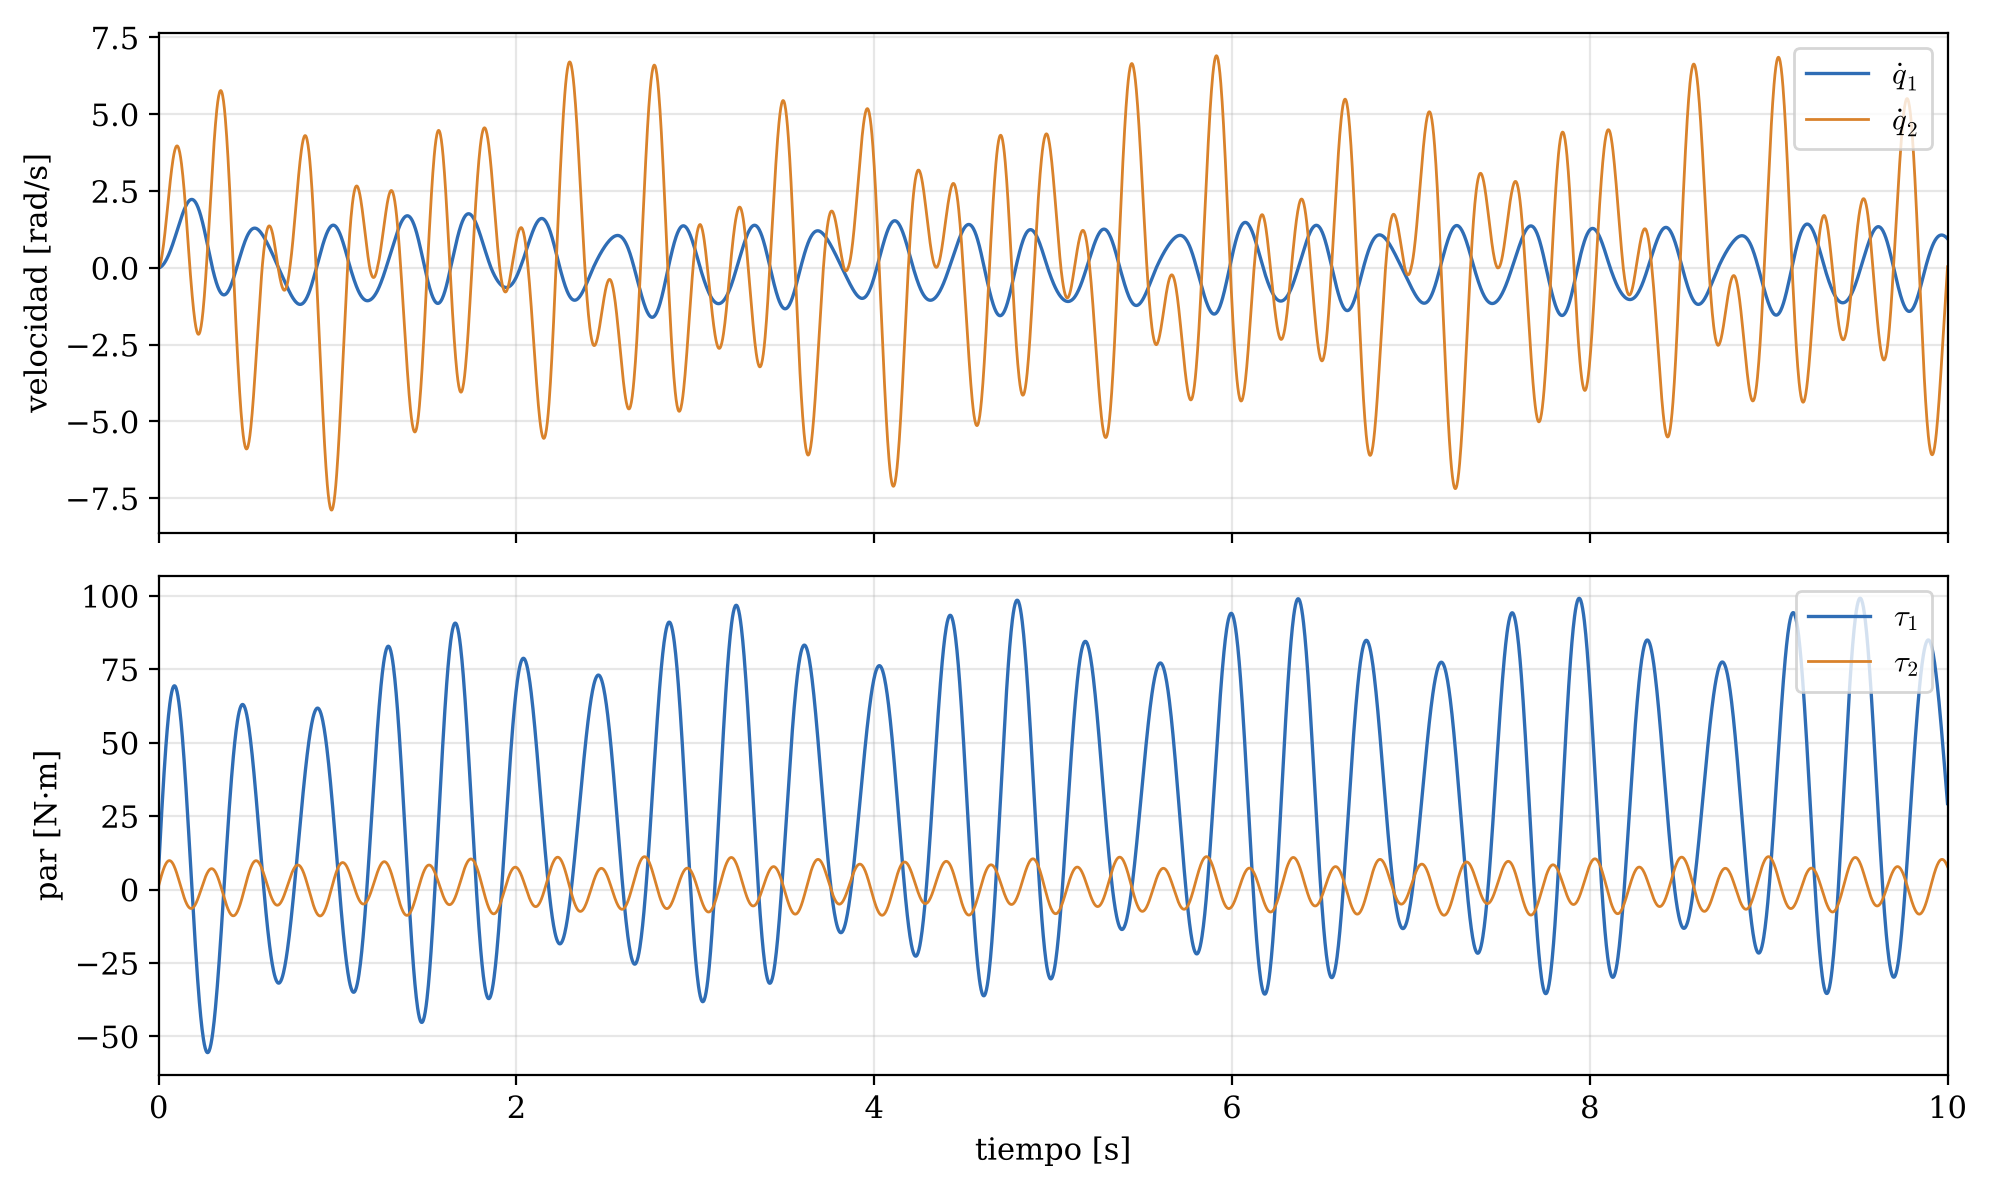 7.5
5.0
2.5
0.0
−2.5
−5.0
−7.5
velocidad [rad/s]
q̇₁
q̇₂
100
75
50
25
0
−25
−50
par [N·m]
τ₁
τ₂
0 2 4 6 8 10
tiempo [s]